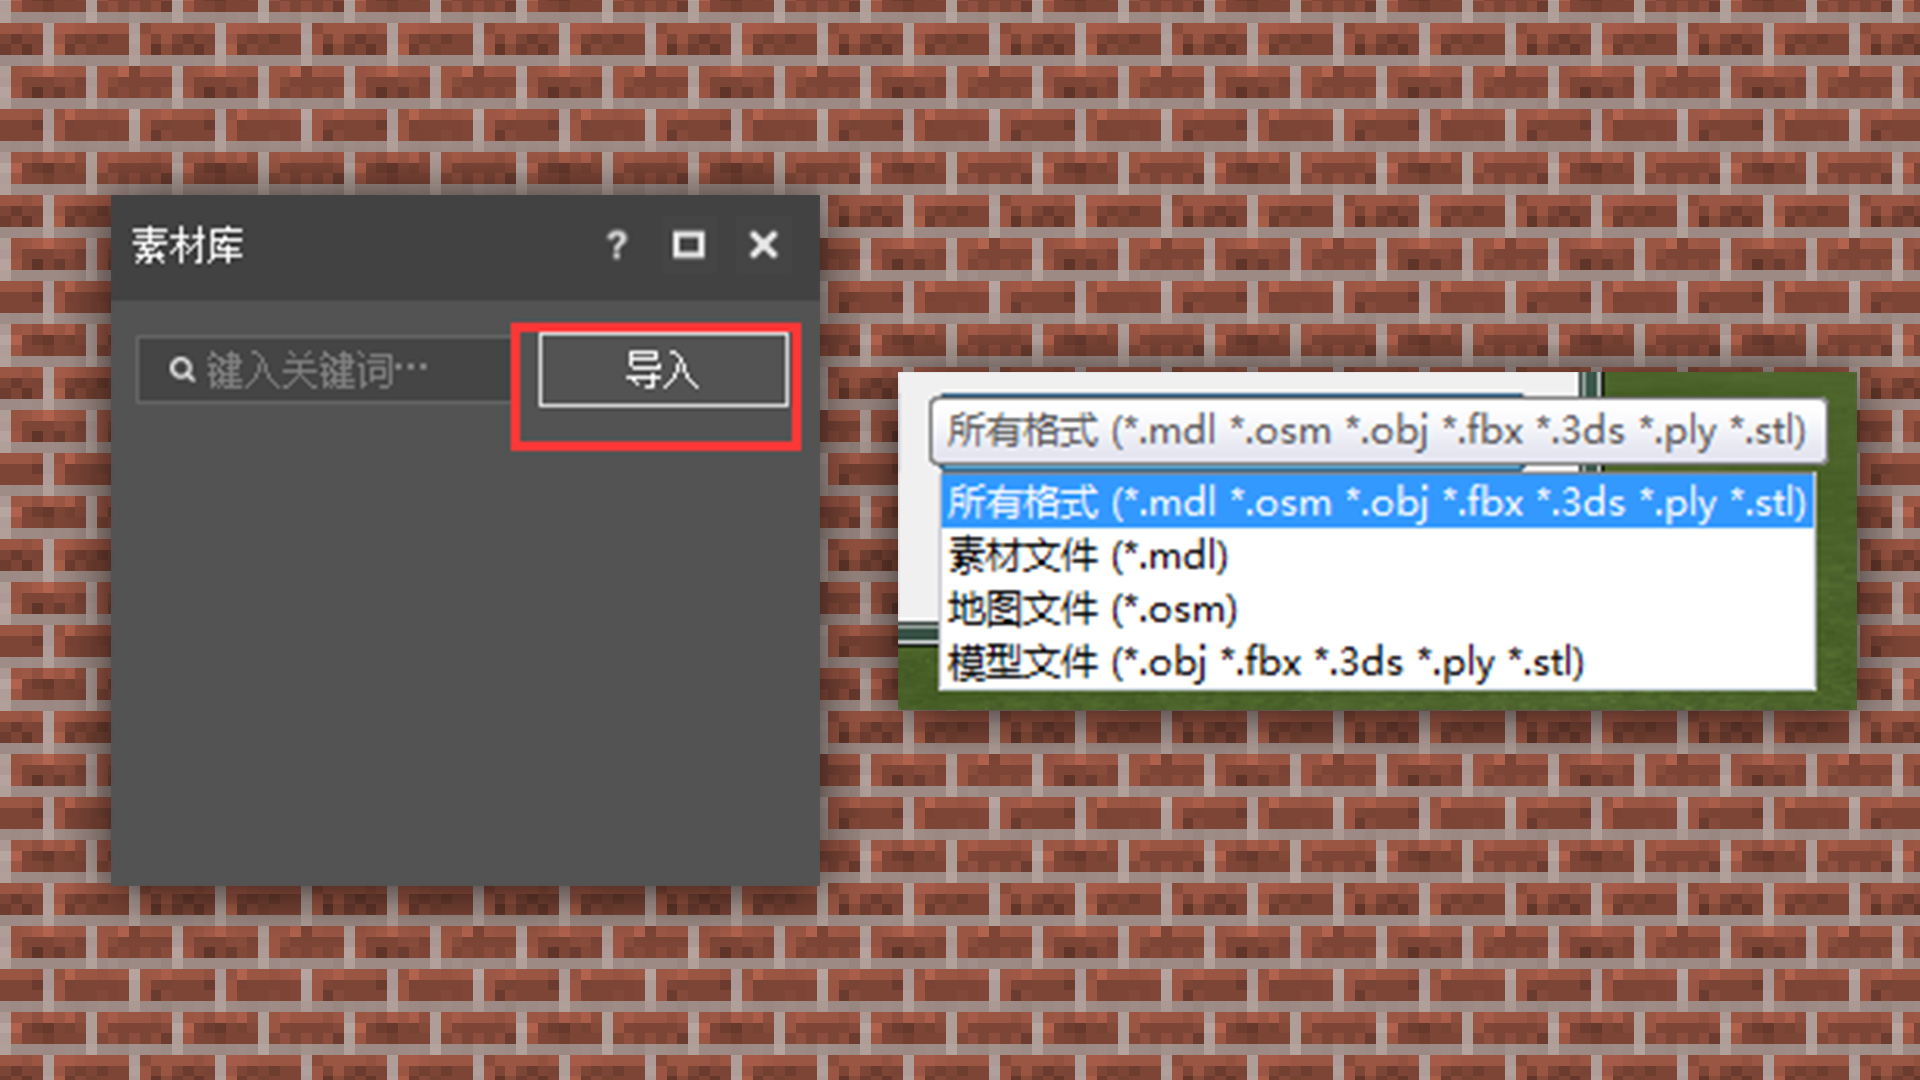 素材库
键入关键词…
导入
所有格式 (*.mdl *.osm *.obj *.fbx *.3ds *.ply *.stl)
所有格式 (*.mdl *.osm *.obj *.fbx *.3ds *.ply *.stl)
素材文件 (*.mdl)
地图文件 (*.osm)
模型文件 (*.obj *.fbx *.3ds *.ply *.stl)